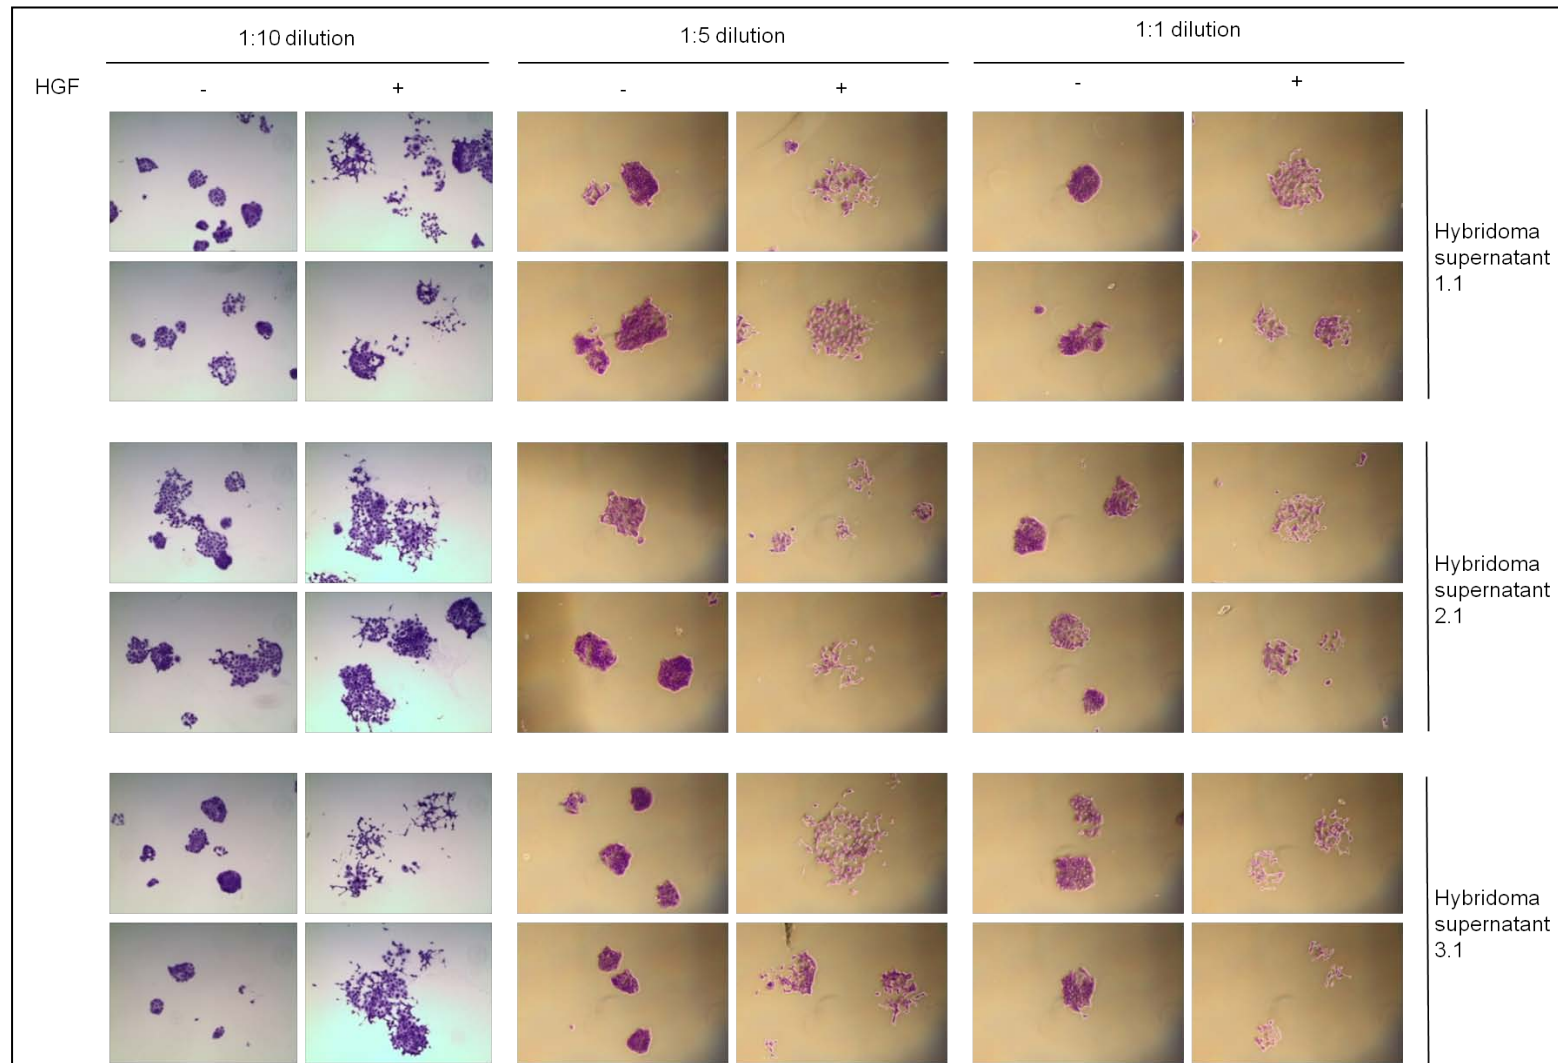 1:10 dilution
1:5 dilution
1:1 dilution
HGF
-
+
-
+
-
+
Hybridoma
supernatant
1.1
Hybridoma
supernatant
2.1
Hybridoma
supernatant
3.1